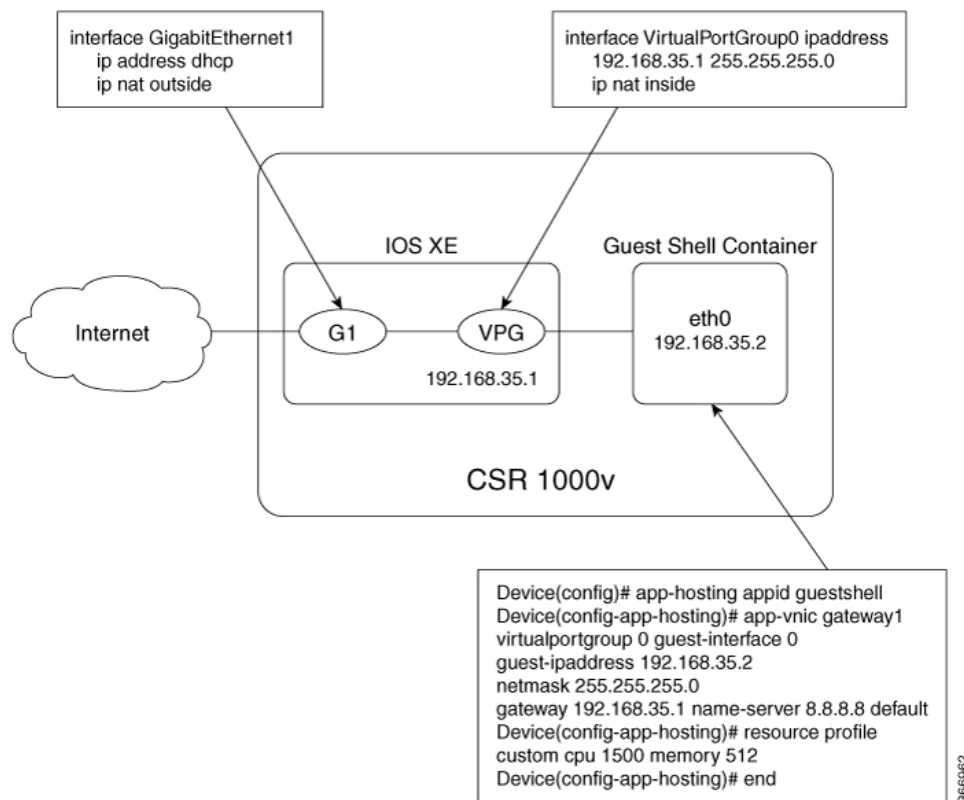 interface GigabitEthernet1
ip address dhcp
ip nat outside
interface VirtualPortGroup0 ipaddress
192.168.35.1 255.255.255.0
ip nat inside
IOS XE
Guest Shell Container
Internet
G1
VPG
192.168.35.1
eth0
192.168.35.2
CSR 1000v
Device(config)# app-hosting appid guestshell
Device(config-app-hosting)# app-vnic gateway1
virtualportgroup 0 guest-interface 0
guest-ipaddress 192.168.35.2
netmask 255.255.255.0
gateway 192.168.35.1 name-server 8.8.8.8 default
Device(config-app-hosting)# resource profile
custom cpu 1500 memory 512
Device(config-app-hosting)# end
366962